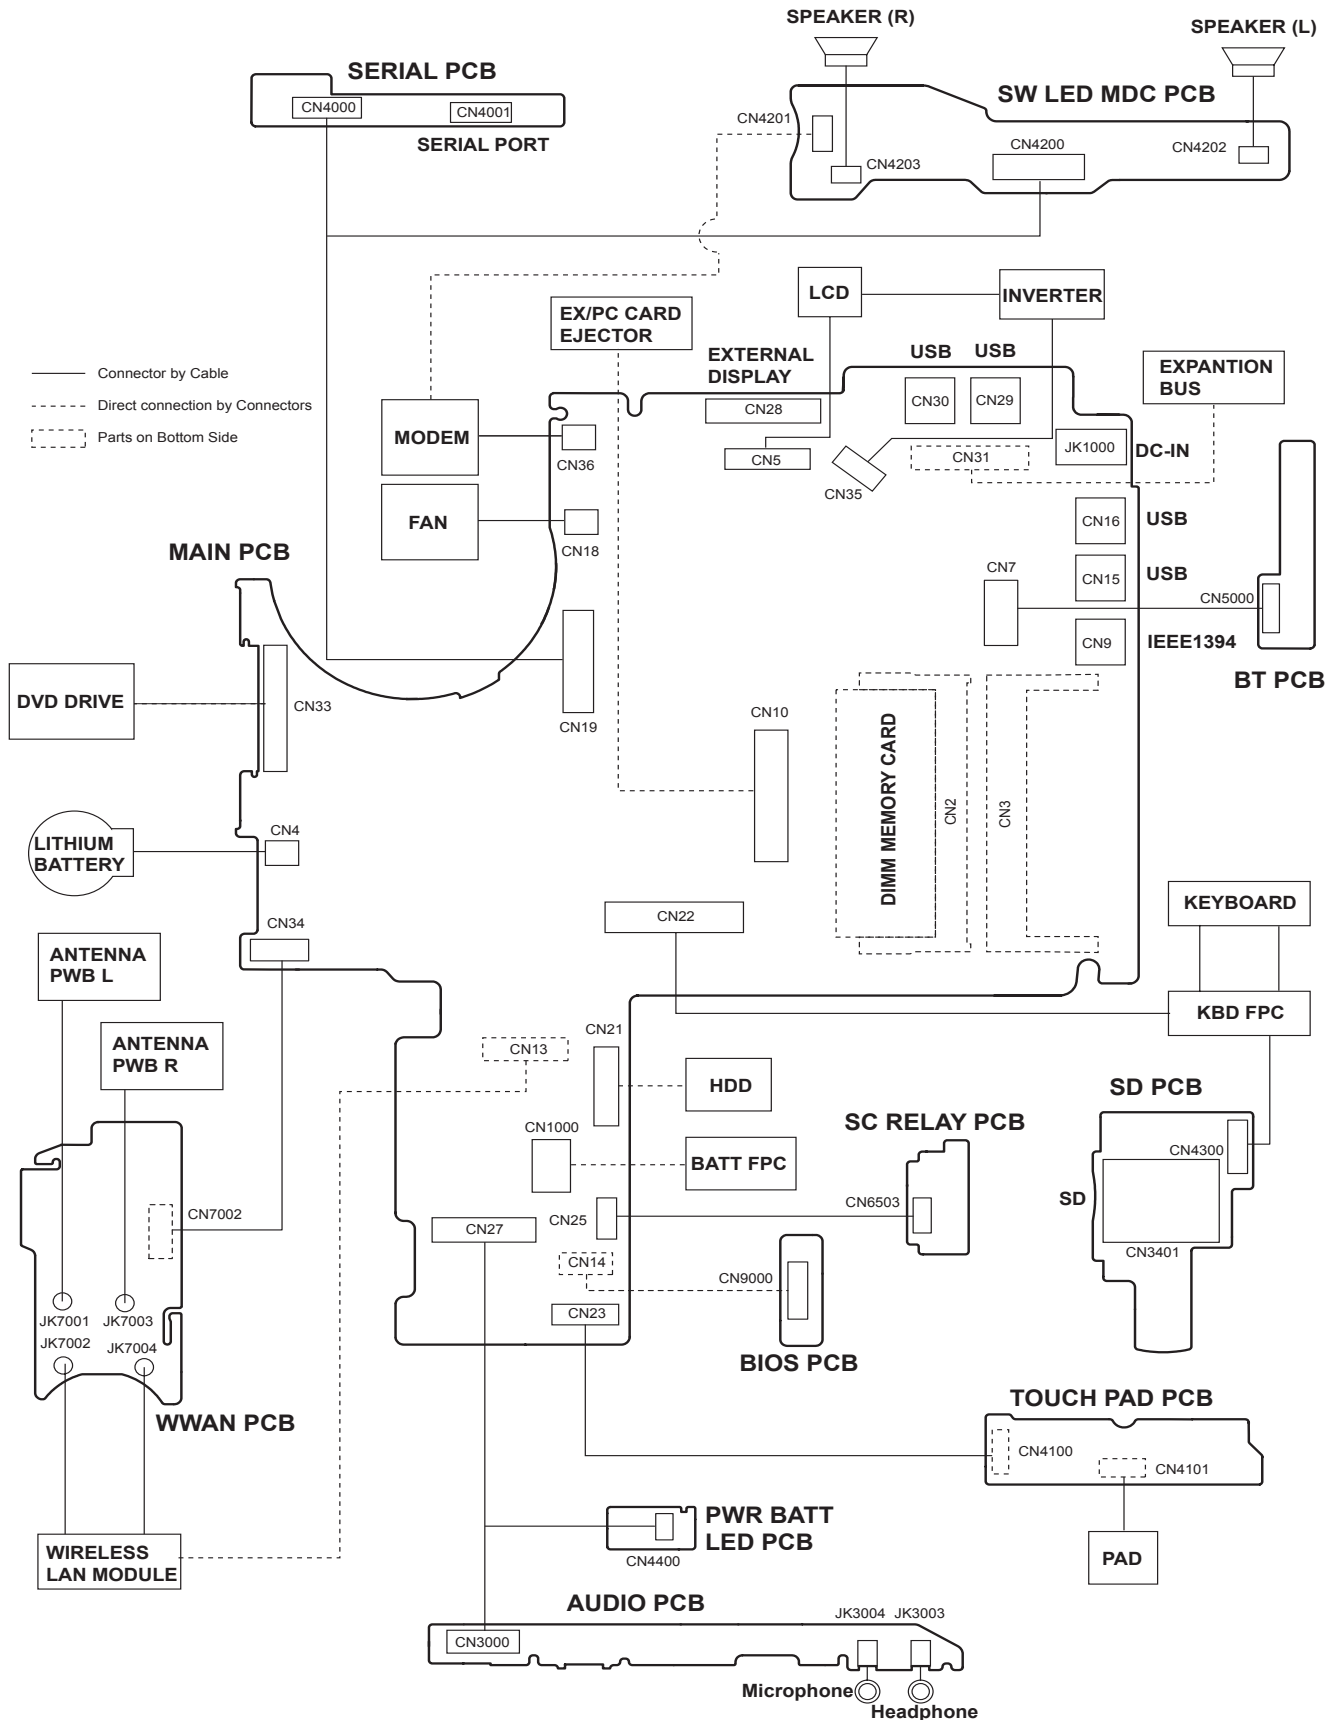 SPEAKER (R)
SPEAKER (L)
SERIAL PCB
SW LED MDC PCB
CN4000
CN4001
SERIAL PORT
CN4201
CN4203
CN4200
CN4202
LCD
INVERTER
EX/PC CARD
EJECTOR
EXTERNAL
DISPLAY
USB
USB
EXPANTION
BUS
Connector by Cable
Direct connection by Connectors
Parts on Bottom Side
MODEM
CN36
CN28
CN30
CN29
CN5
CN35
CN31
JK1000
DC-IN
FAN
CN18
CN16
USB
MAIN PCB
CN7
CN15
USB
CN5000
CN9
IEEE1394
BT PCB
DVD DRIVE
CN33
CN19
CN10
DIMM MEMORY CARD
CN2
CN3
LITHIUM
BATTERY
CN4
CN34
CN22
KEYBOARD
ANTENNA
PWB L
KBD FPC
ANTENNA
PWB R
CN13
CN21
HDD
SD PCB
CN1000
BATT FPC
SC RELAY PCB
CN4300
SD
CN3401
CN7002
CN27
CN25
CN6503
CN14
CN9000
CN23
BIOS PCB
JK7001
JK7003
JK7002
JK7004
WWAN PCB
TOUCH PAD PCB
CN4100
CN4101
PAD
PWR BATT
LED PCB
CN4400
WIRELESS
LAN MODULE
AUDIO PCB
JK3004
JK3003
CN3000
Microphone
Headphone